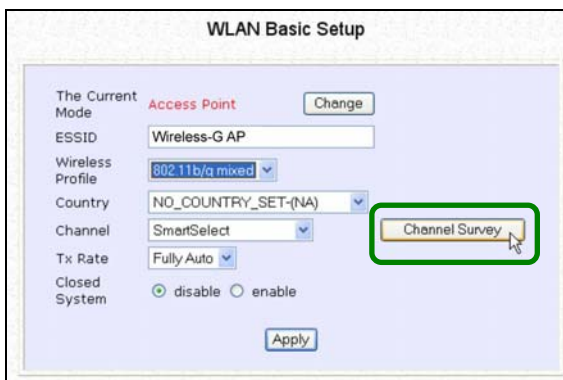 WLAN Basic Setup
The Current Mode Access Point Change
ESSID Wireless-G AP
Wireless Profile 802.11b/g mixed
Country NO_COUNTRY_SET-(NA)
Channel SmartSelect Channel Survey
Tx Rate Fully Auto
Closed System disable enable
Apply